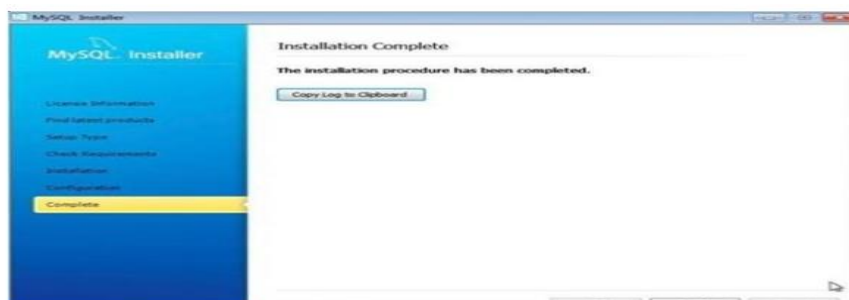 MySQL Installer
MySQL. Installer
License Information
Find latest products
Setup Type
Check Requirements
Installation
Configuration
Complete
Installation Complete
The installation procedure has been completed.
Copy Log to Clipboard